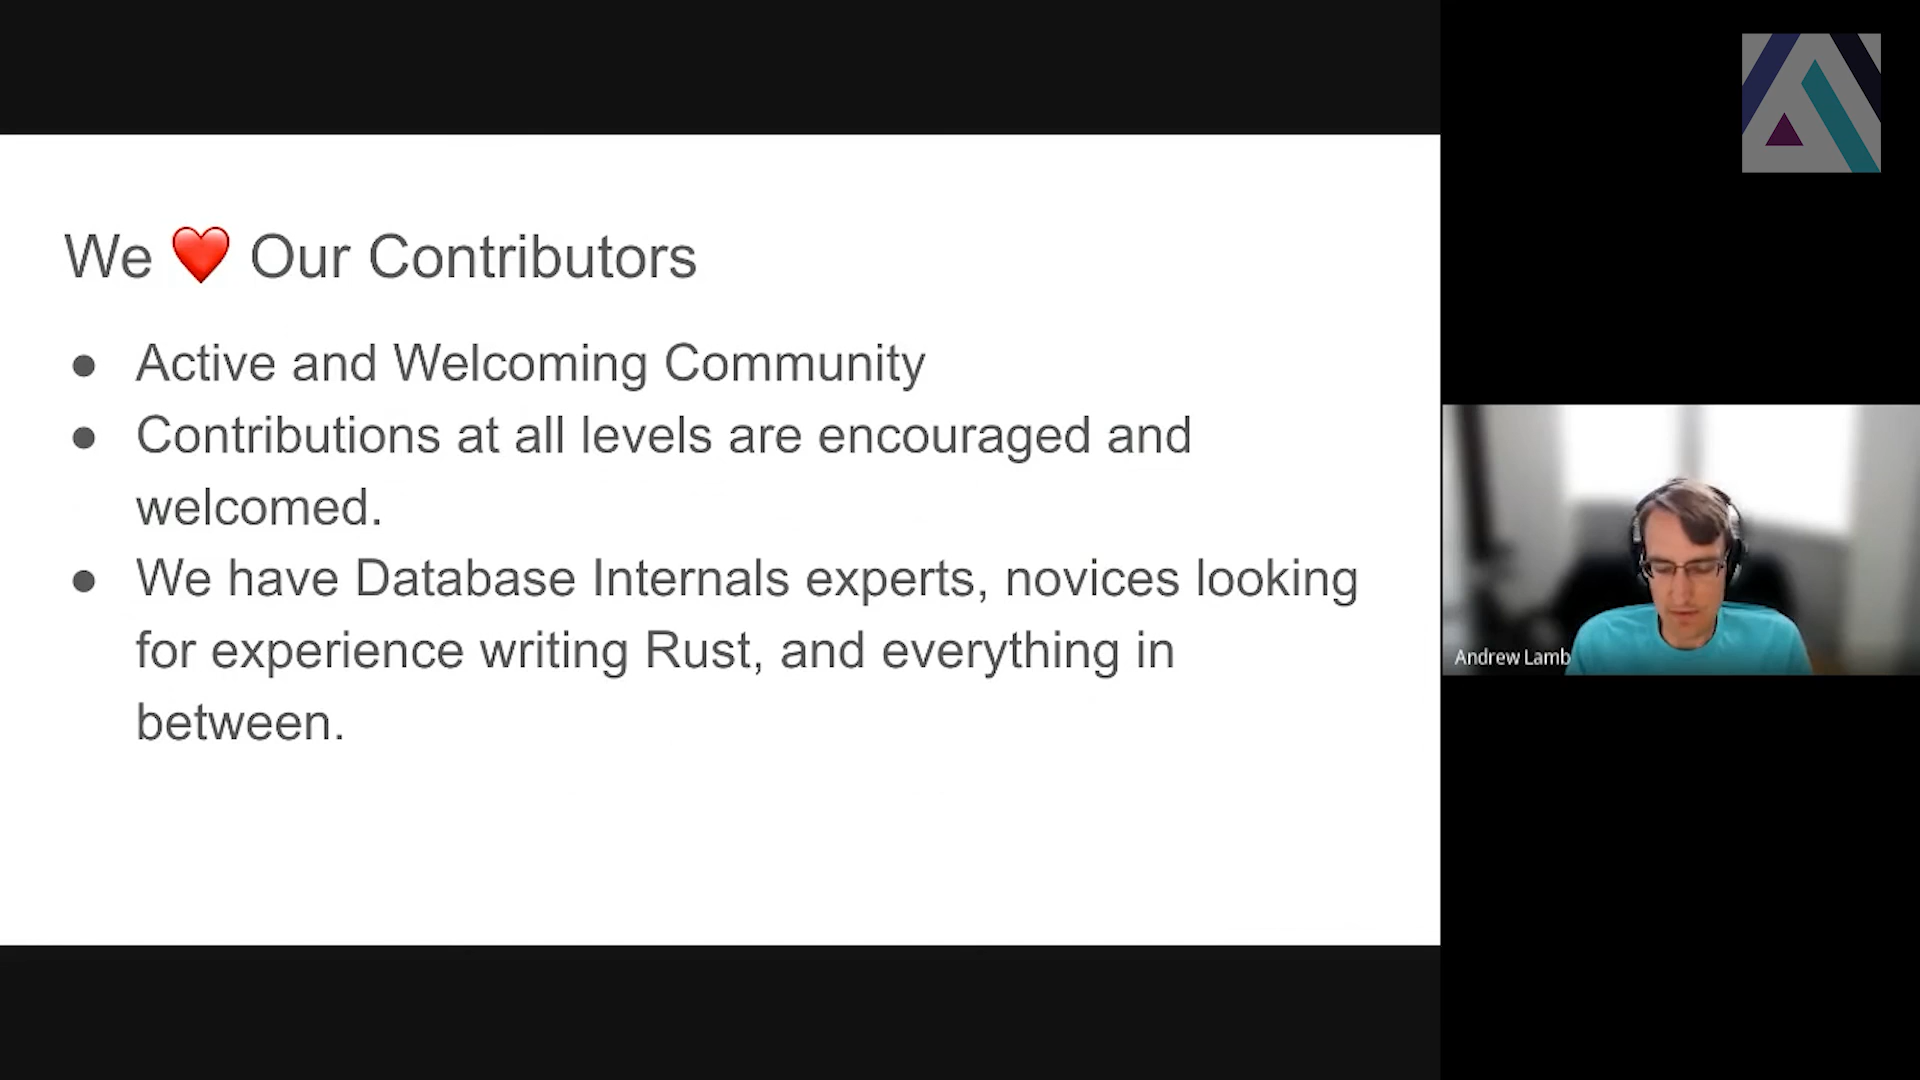 We ❤️ Our Contributors
● Active and Welcoming Community
● Contributions at all levels are encouraged and
welcomed.
● We have Database Internals experts, novices looking
for experience writing Rust, and everything in
between.
Andrew Lamb